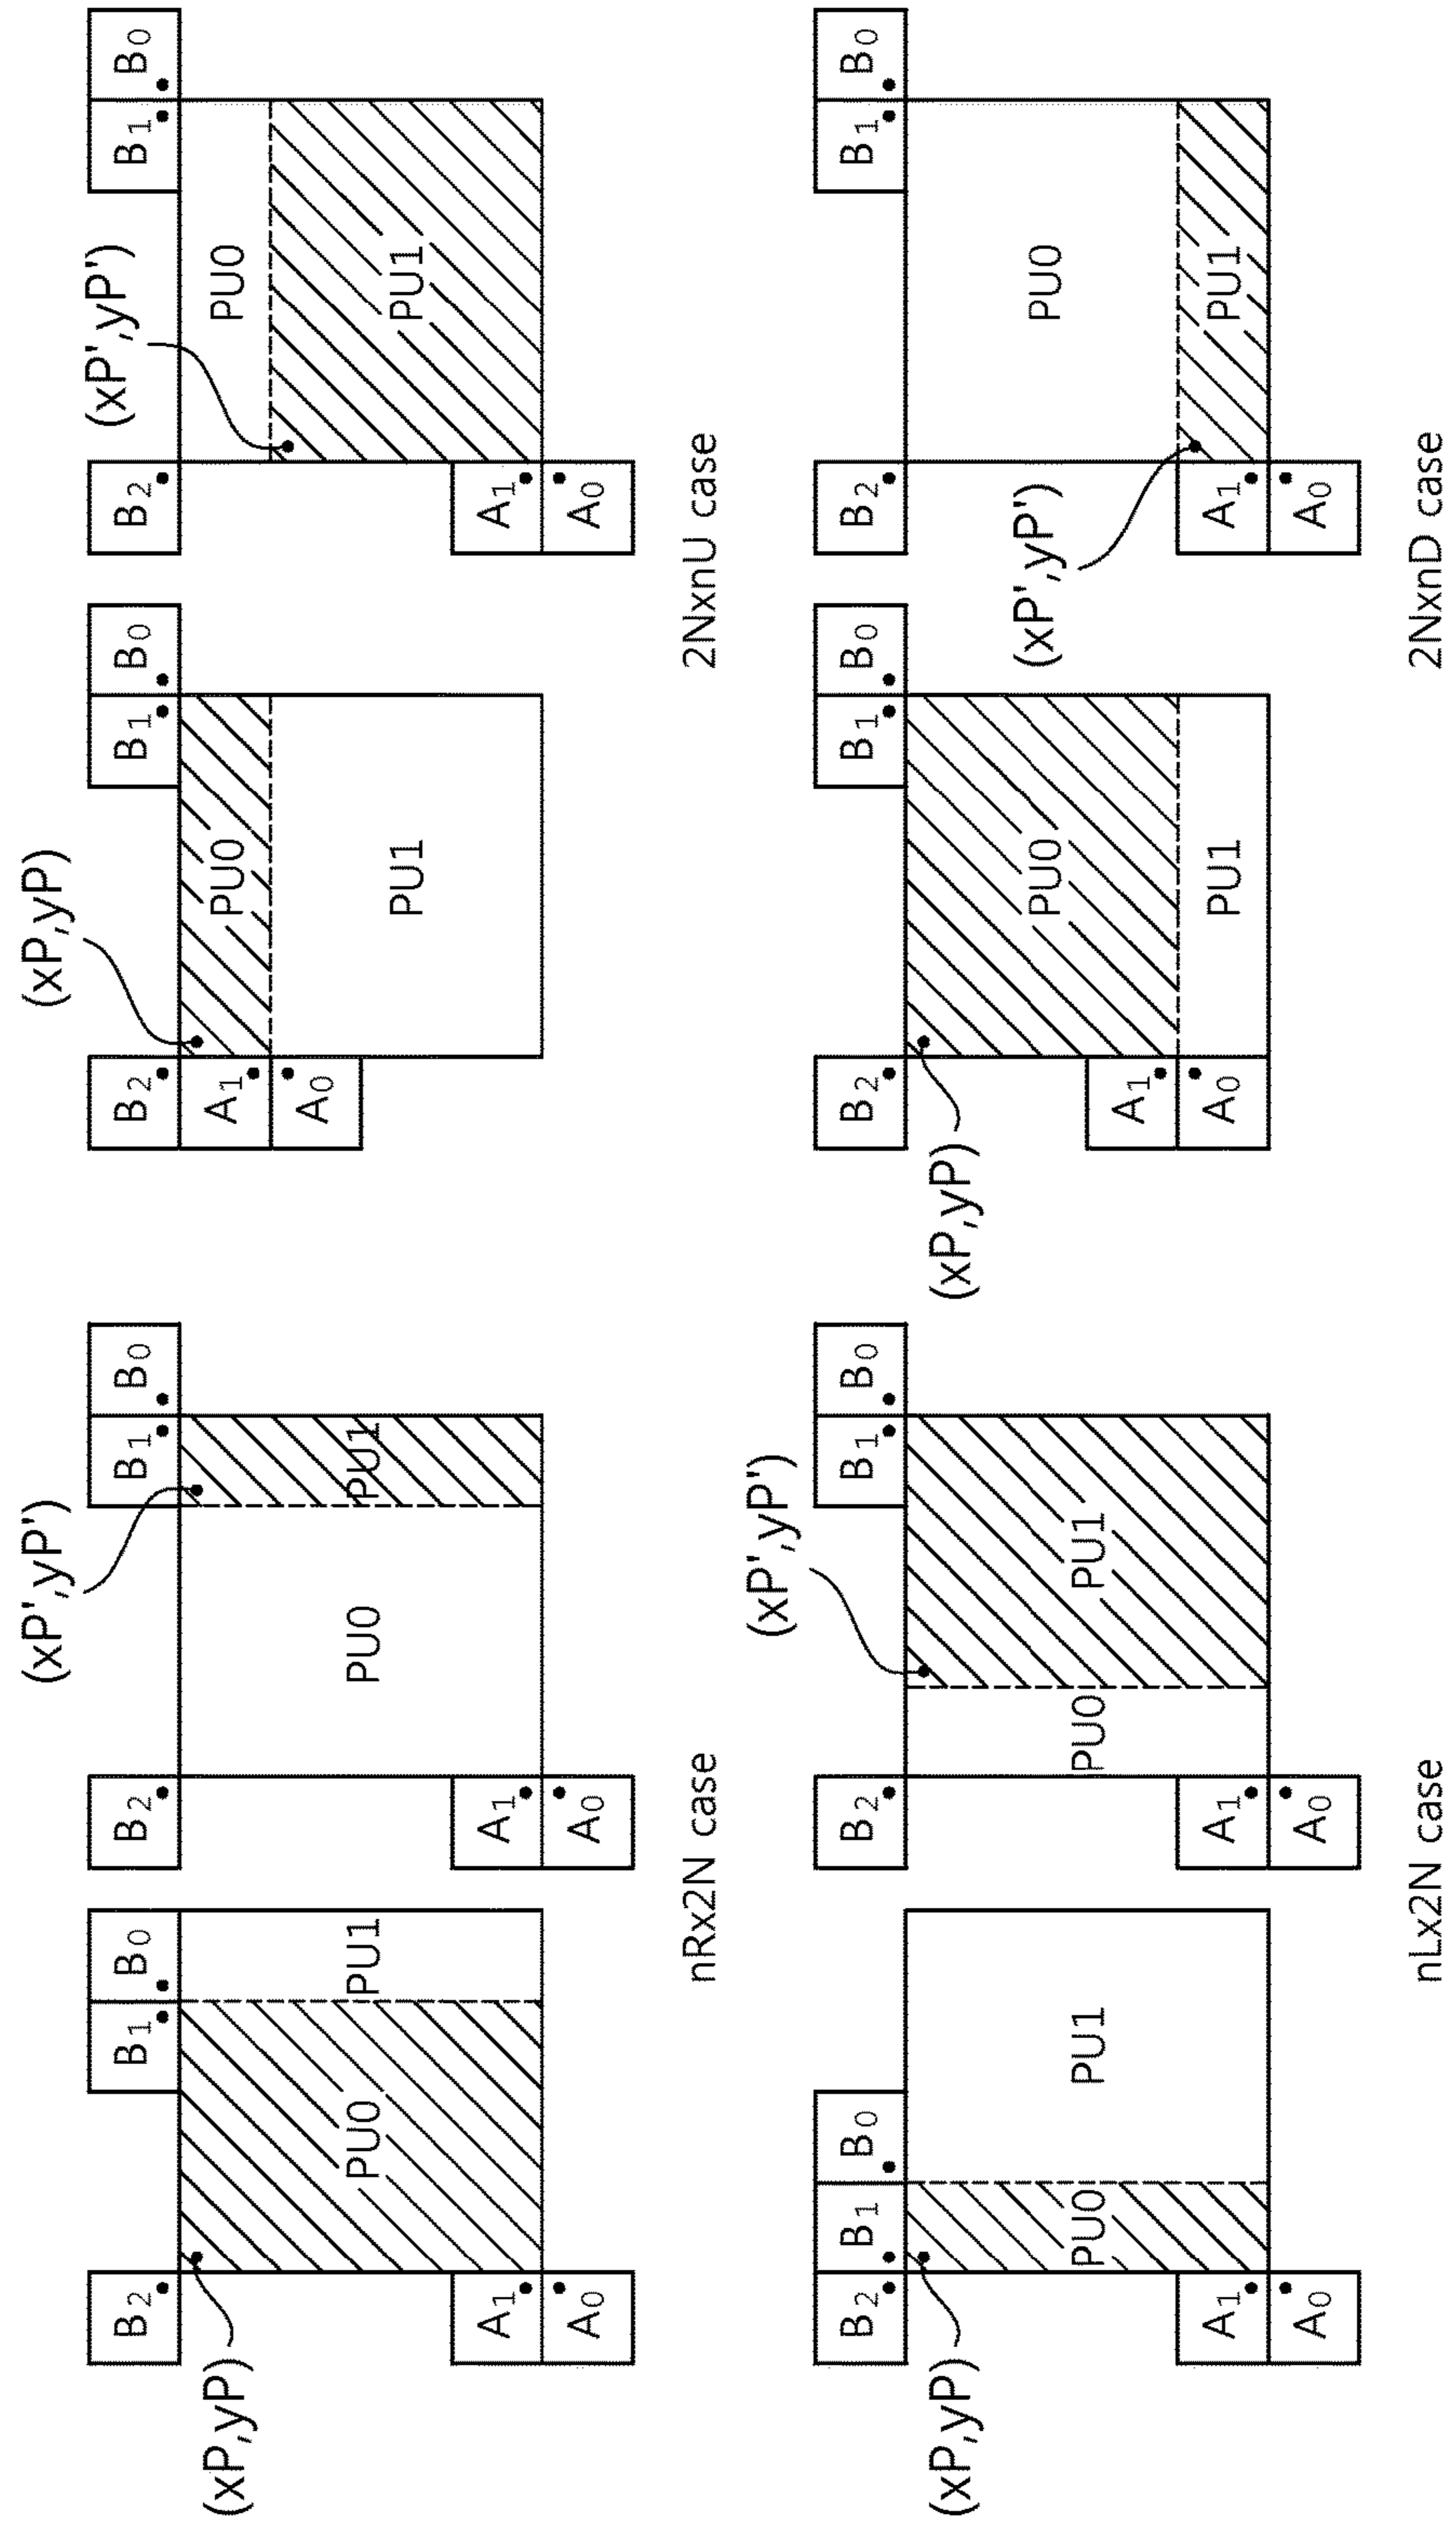 B2 B1 B0
(xP,yP)
PU0 PU1
A1
A0
(xP',yP')
B2 B1 B0
PU0 PU1
A1
A0
nRx2N case
(xP,yP)
B2 B1 B0
A1 PU0
A0
PU1
(xP',yP')
B2 B1 B0
PU0
PU1
A1
A0
2NxnU case
B2 B1 B0
(xP,yP)
PU0 PU1
A1
A0
(xP',yP')
B2 B1 B0
PU0 PU1
A1
A0
nLx2N case
B2 B1 B0
(xP,yP)
PU0
A1
A0 PU1
B2 B1 B0
(xP',yP')
PU0
A1 PU1
A0
2NxnD case